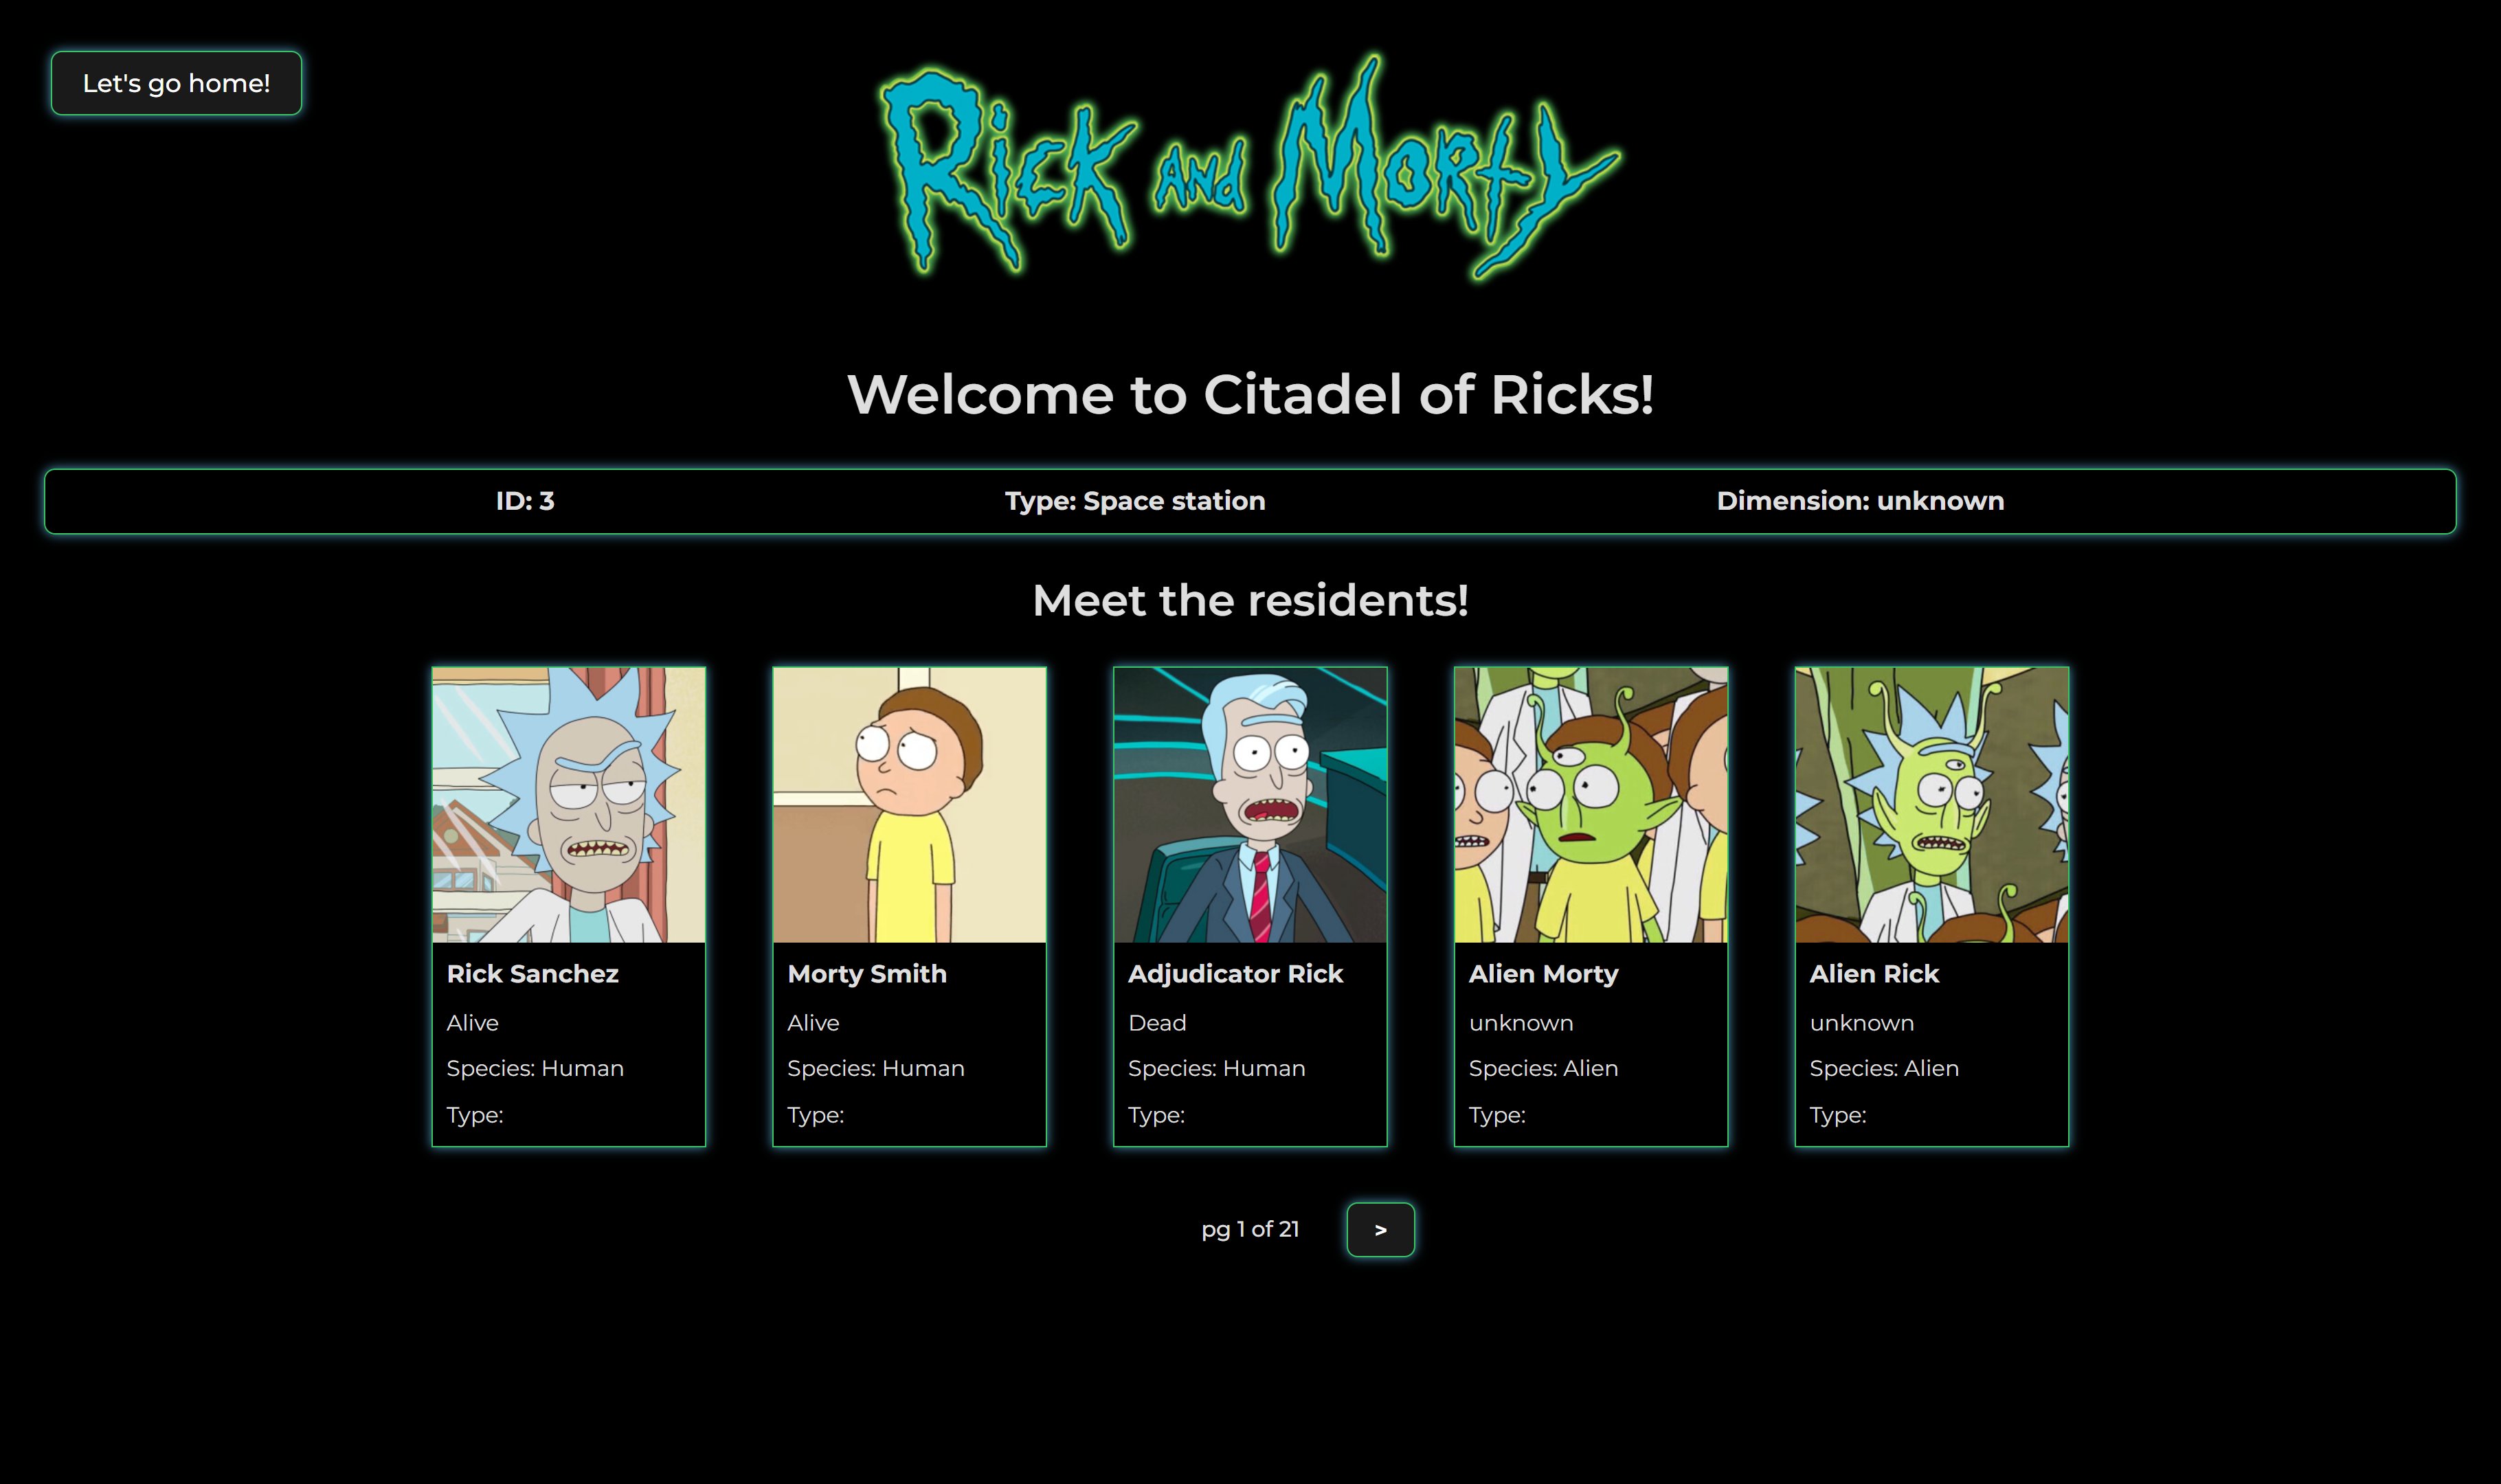 Let's go home!
Rick and Morty
Welcome to Citadel of Ricks!
ID: 3 Type: Space station Dimension: unknown
Meet the residents!
Rick Sanchez
Alive
Species: Human
Type:
Morty Smith
Alive
Species: Human
Type:
Adjudicator Rick
Dead
Species: Human
Type:
Alien Morty
unknown
Species: Alien
Type:
Alien Rick
unknown
Species: Alien
Type:
pg 1 of 21 >